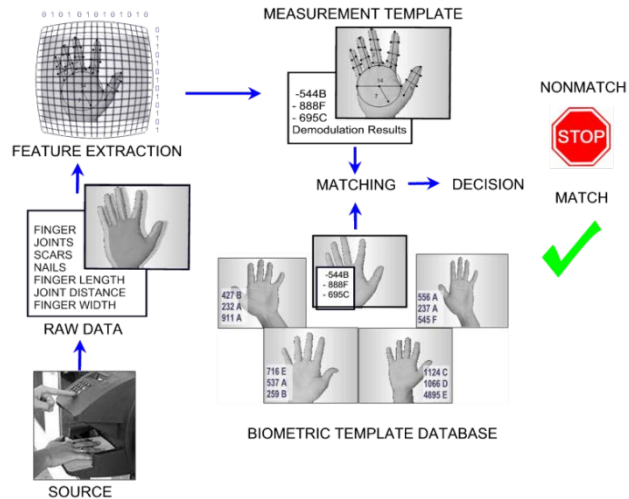 0 1 0 1 0 1 0 1 0 1 0
MEASUREMENT TEMPLATE
14
7
-544B
- 888F
- 695C
Demodulation Results
NONMATCH
STOP
FEATURE EXTRACTION
MATCHING
DECISION
MATCH
FINGER
JOINTS
SCARS
NAILS
FINGER LENGTH
JOINT DISTANCE
FINGER WIDTH
RAW DATA
-544B
- 888F
- 695C
427 B
232 A
911 A
556 A
237 A
545 F
716 E
537 A
259 B
1124 C
1066 D
4895 E
BIOMETRIC TEMPLATE DATABASE
SOURCE